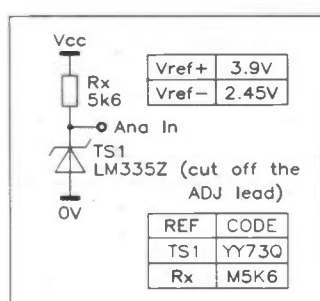 Vcc
Rx
5k6
Vref+ 3.9V
Vref− 2.45V
Ana In
TS1
LM335Z (cut off the
ADJ lead)
0V
REF CODE
TS1 YY73Q
Rx M5K6